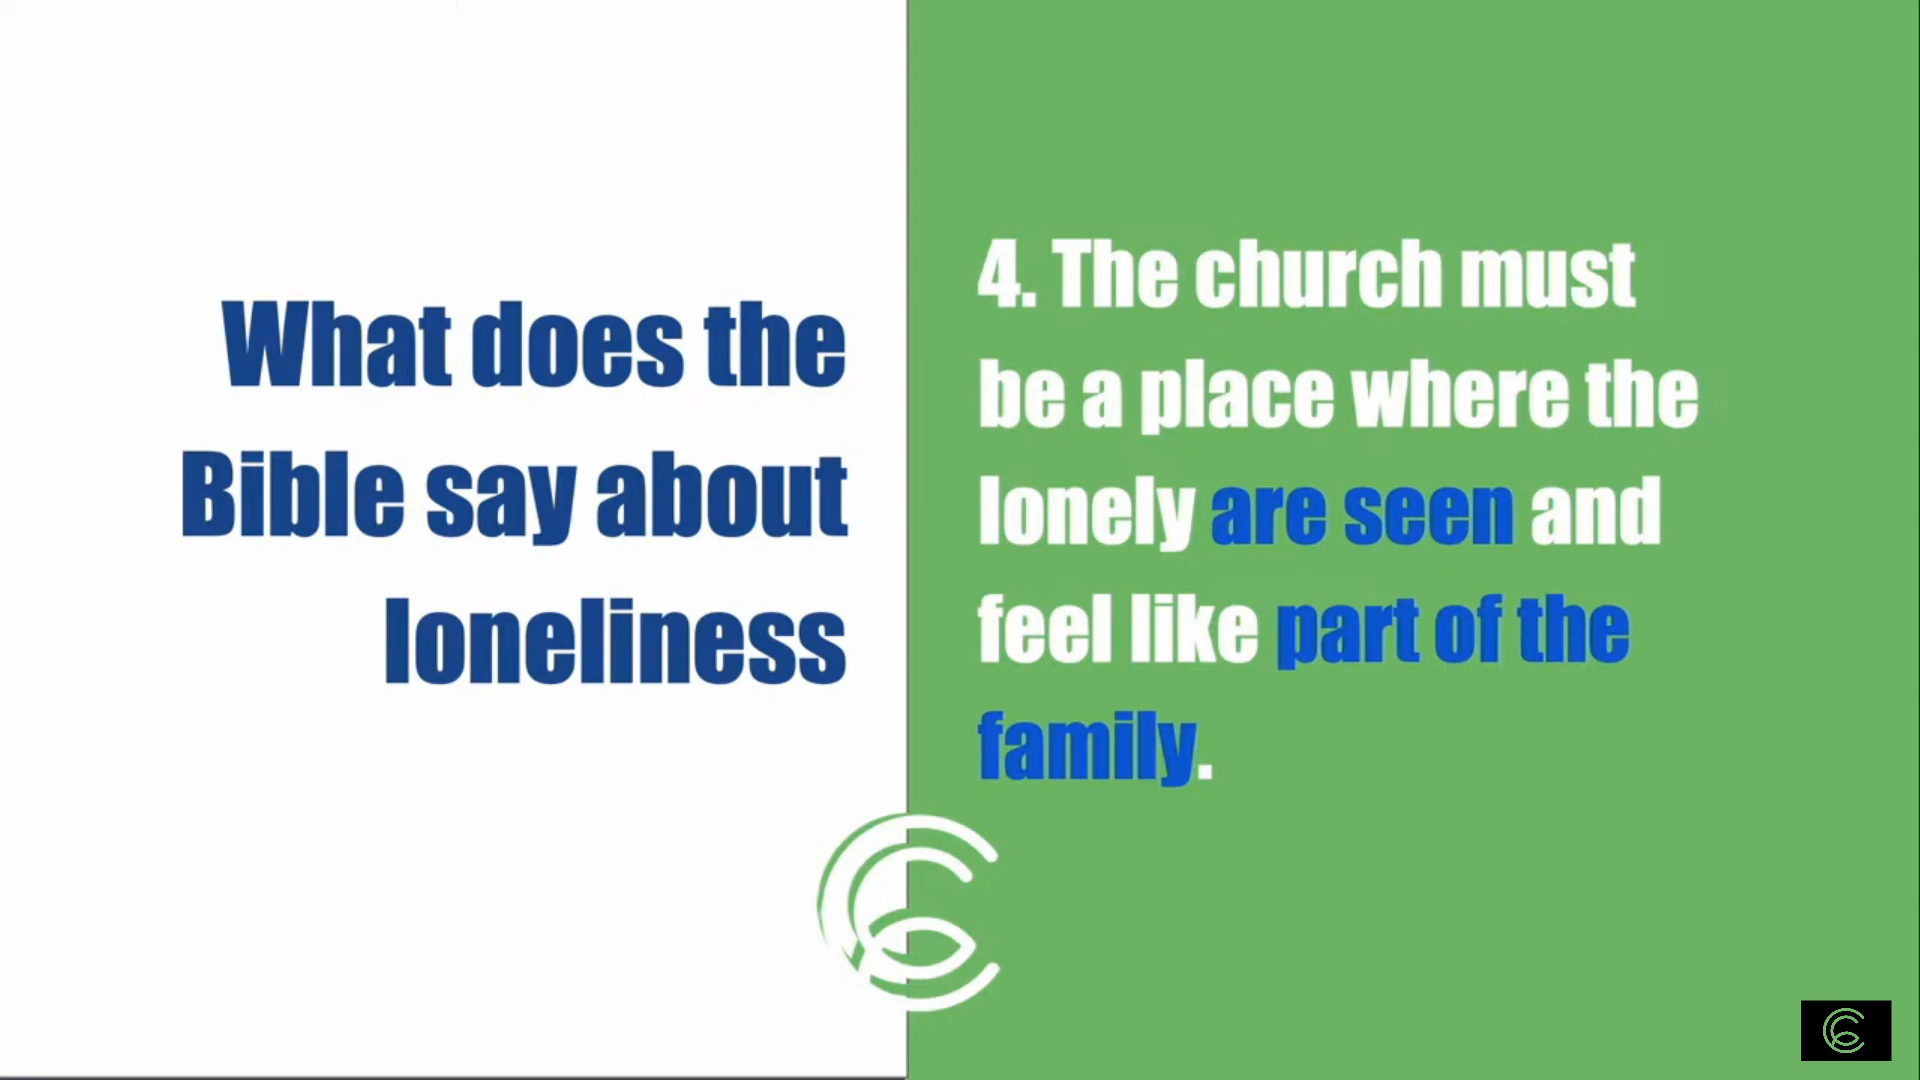 What does the
Bible say about
loneliness
4. The church must
be a place where the
lonely are seen and
feel like part of the
family.